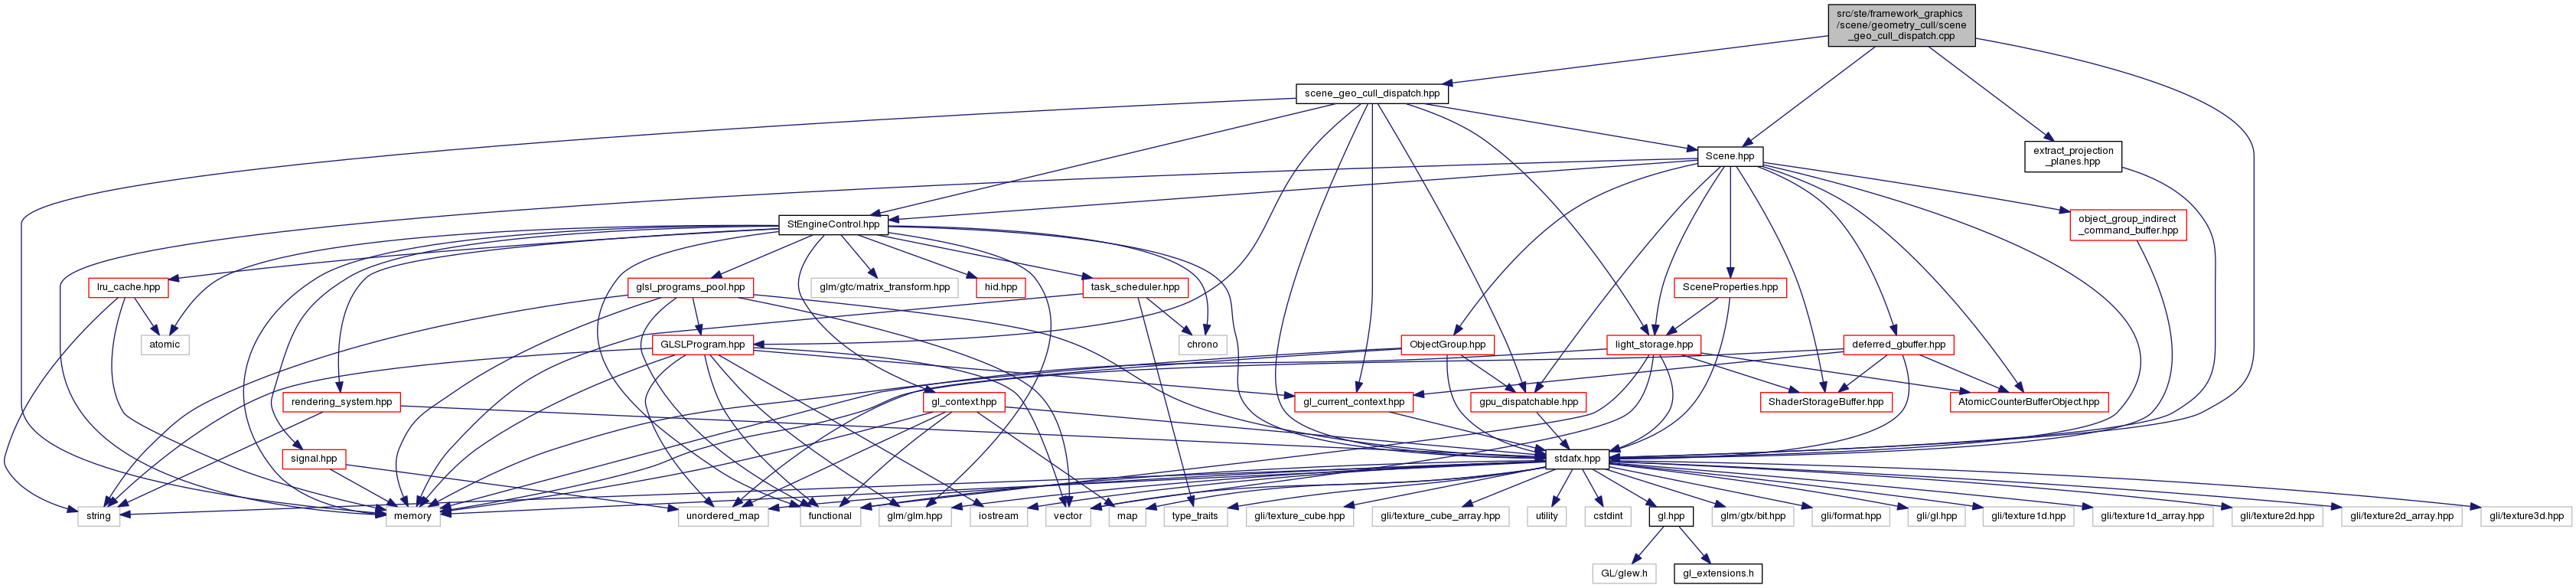 src/ste/framework_graphics
/scene/geometry_cull/scene
_geo_cull_dispatch.cpp
scene_geo_cull_dispatch.hpp
Scene.hpp
extract_projection
_planes.hpp
StEngineControl.hpp
object_group_indirect
_command_buffer.hpp
lru_cache.hpp
glsl_programs_pool.hpp
glm/gtc/matrix_transform.hpp
hid.hpp
task_scheduler.hpp
SceneProperties.hpp
atomic
GLSLProgram.hpp
chrono
ObjectGroup.hpp
light_storage.hpp
deferred_gbuffer.hpp
rendering_system.hpp
gl_context.hpp
gl_current_context.hpp
gpu_dispatchable.hpp
ShaderStorageBuffer.hpp
AtomicCounterBufferObject.hpp
signal.hpp
stdafx.hpp
string
memory
unordered_map
functional
glm/glm.hpp
iostream
vector
map
type_traits
gli/texture_cube.hpp
gli/texture_cube_array.hpp
utility
cstdint
gl.hpp
glm/gtx/bit.hpp
gli/format.hpp
gli/gl.hpp
gli/texture1d.hpp
gli/texture1d_array.hpp
gli/texture2d.hpp
gli/texture2d_array.hpp
gli/texture3d.hpp
GL/glew.h
gl_extensions.h